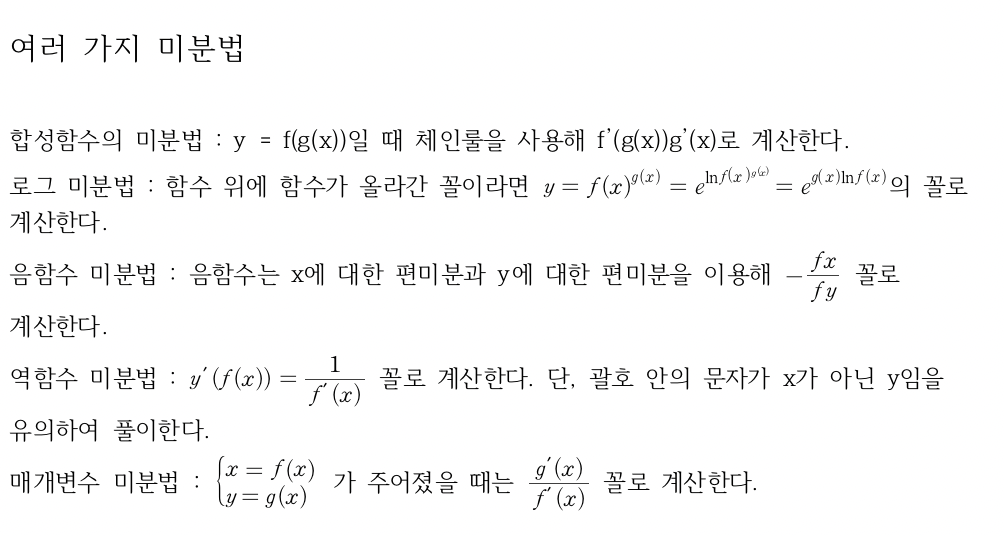 여러 가지 미분법
합성함수의 미분법 : y = f(g(x))일 때 체인룰을 사용해 f'(g(x))g'(x)로 계산한다.
로그 미분법 : 함수 위에 함수가 올라간 꼴이라면 $y = f(x)^{g(x)} = e^{\ln f(x)^{g(x)}} = e^{g(x)\ln f(x)}$의 꼴로
계산한다.
음함수 미분법 : 음함수는 x에 대한 편미분과 y에 대한 편미분을 이용해 $-\frac{fx}{fy}$ 꼴로
계산한다.
역함수 미분법 : $y'(f(x)) = \frac{1}{f'(x)}$ 꼴로 계산한다. 단, 괄호 안의 문자가 x가 아닌 y임을
유의하여 풀이한다.
매개변수 미분법 : $\begin{cases} x = f(x) \\ y = g(x) \end{cases}$ 가 주어졌을 때는 $\frac{g'(x)}{f'(x)}$ 꼴로 계산한다.